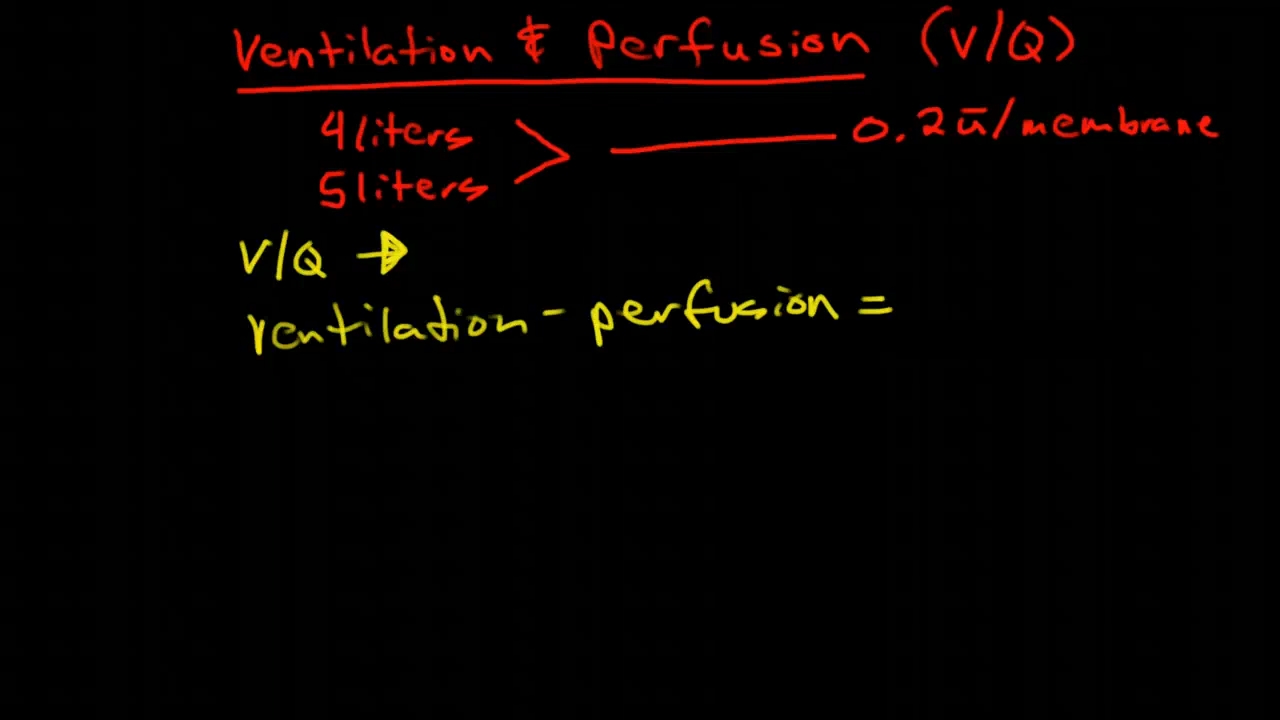 Ventilation & Perfusion (V/Q)
4 liters
5 liters
0.2 ū/membrane
V/Q →
ventilation - perfusion =